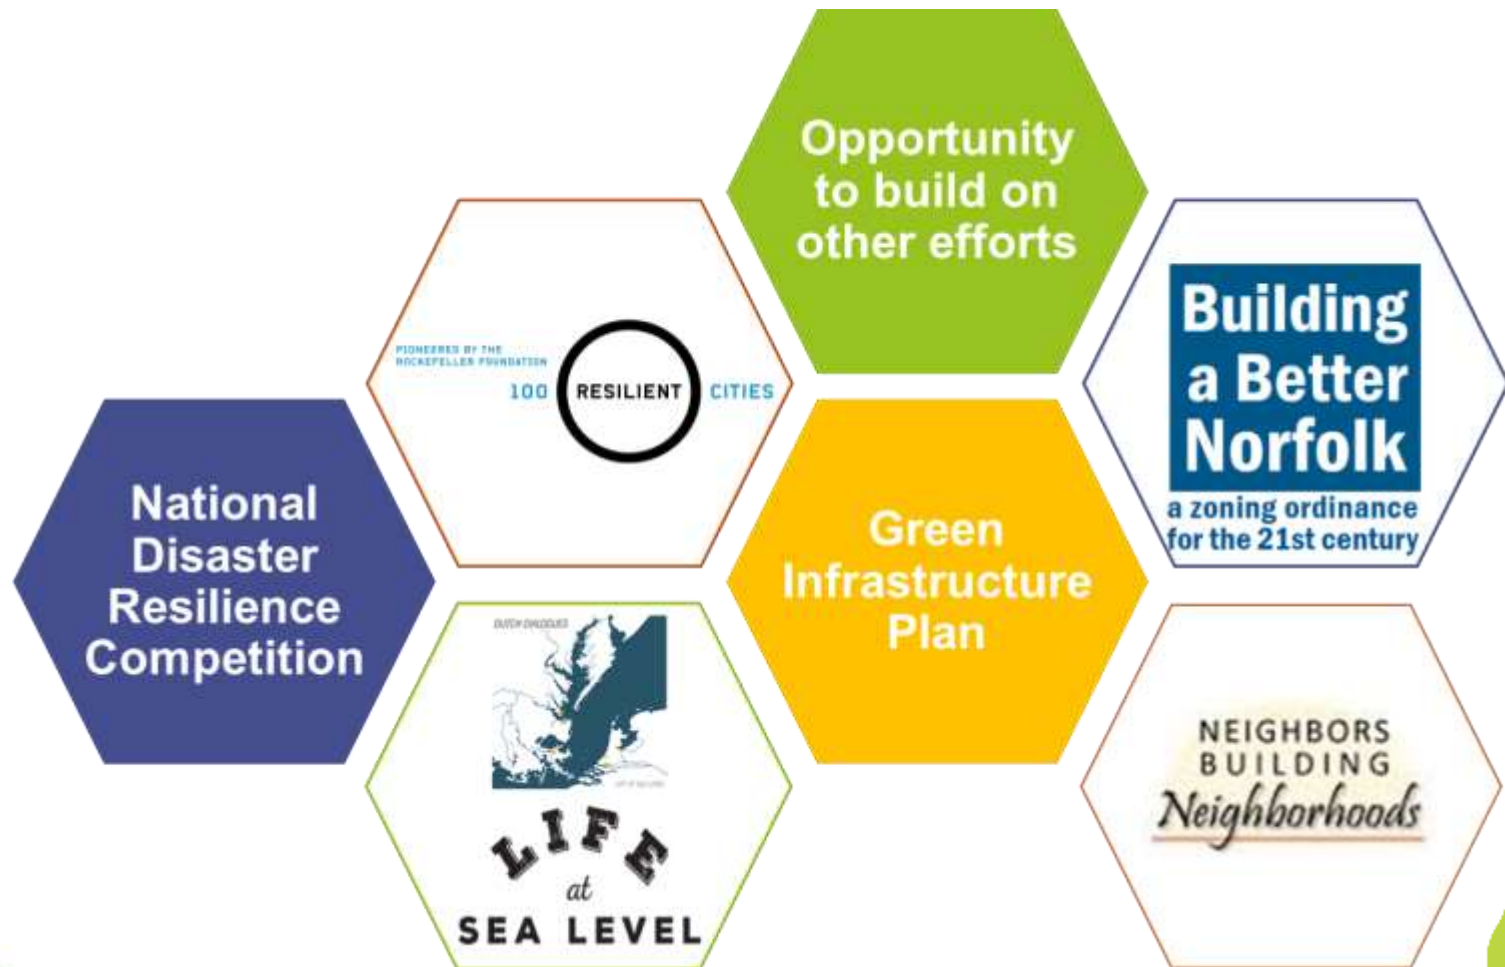 Opportunity
to build on
other efforts
PIONEERED BY THE
ROCKEFELLER FOUNDATION
100 RESILIENT CITIES
Building
a Better
Norfolk
a zoning ordinance
for the 21st century
National
Disaster
Resilience
Competition
Green
Infrastructure
Plan
DUTCH DIALOGUES
LIFE
at
SEA LEVEL
NEIGHBORS
BUILDING
Neighborhoods